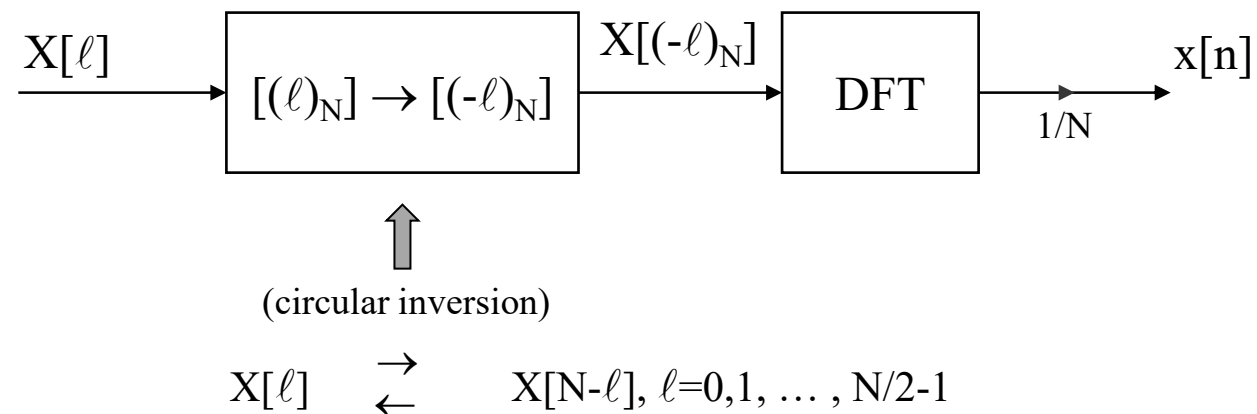 X[ℓ]
[(ℓ)N] → [(-ℓ)N]
X[(-ℓ)N]
DFT
1/N
x[n]
(circular inversion)
X[ℓ] → ← X[N-ℓ], ℓ=0,1, … , N/2-1